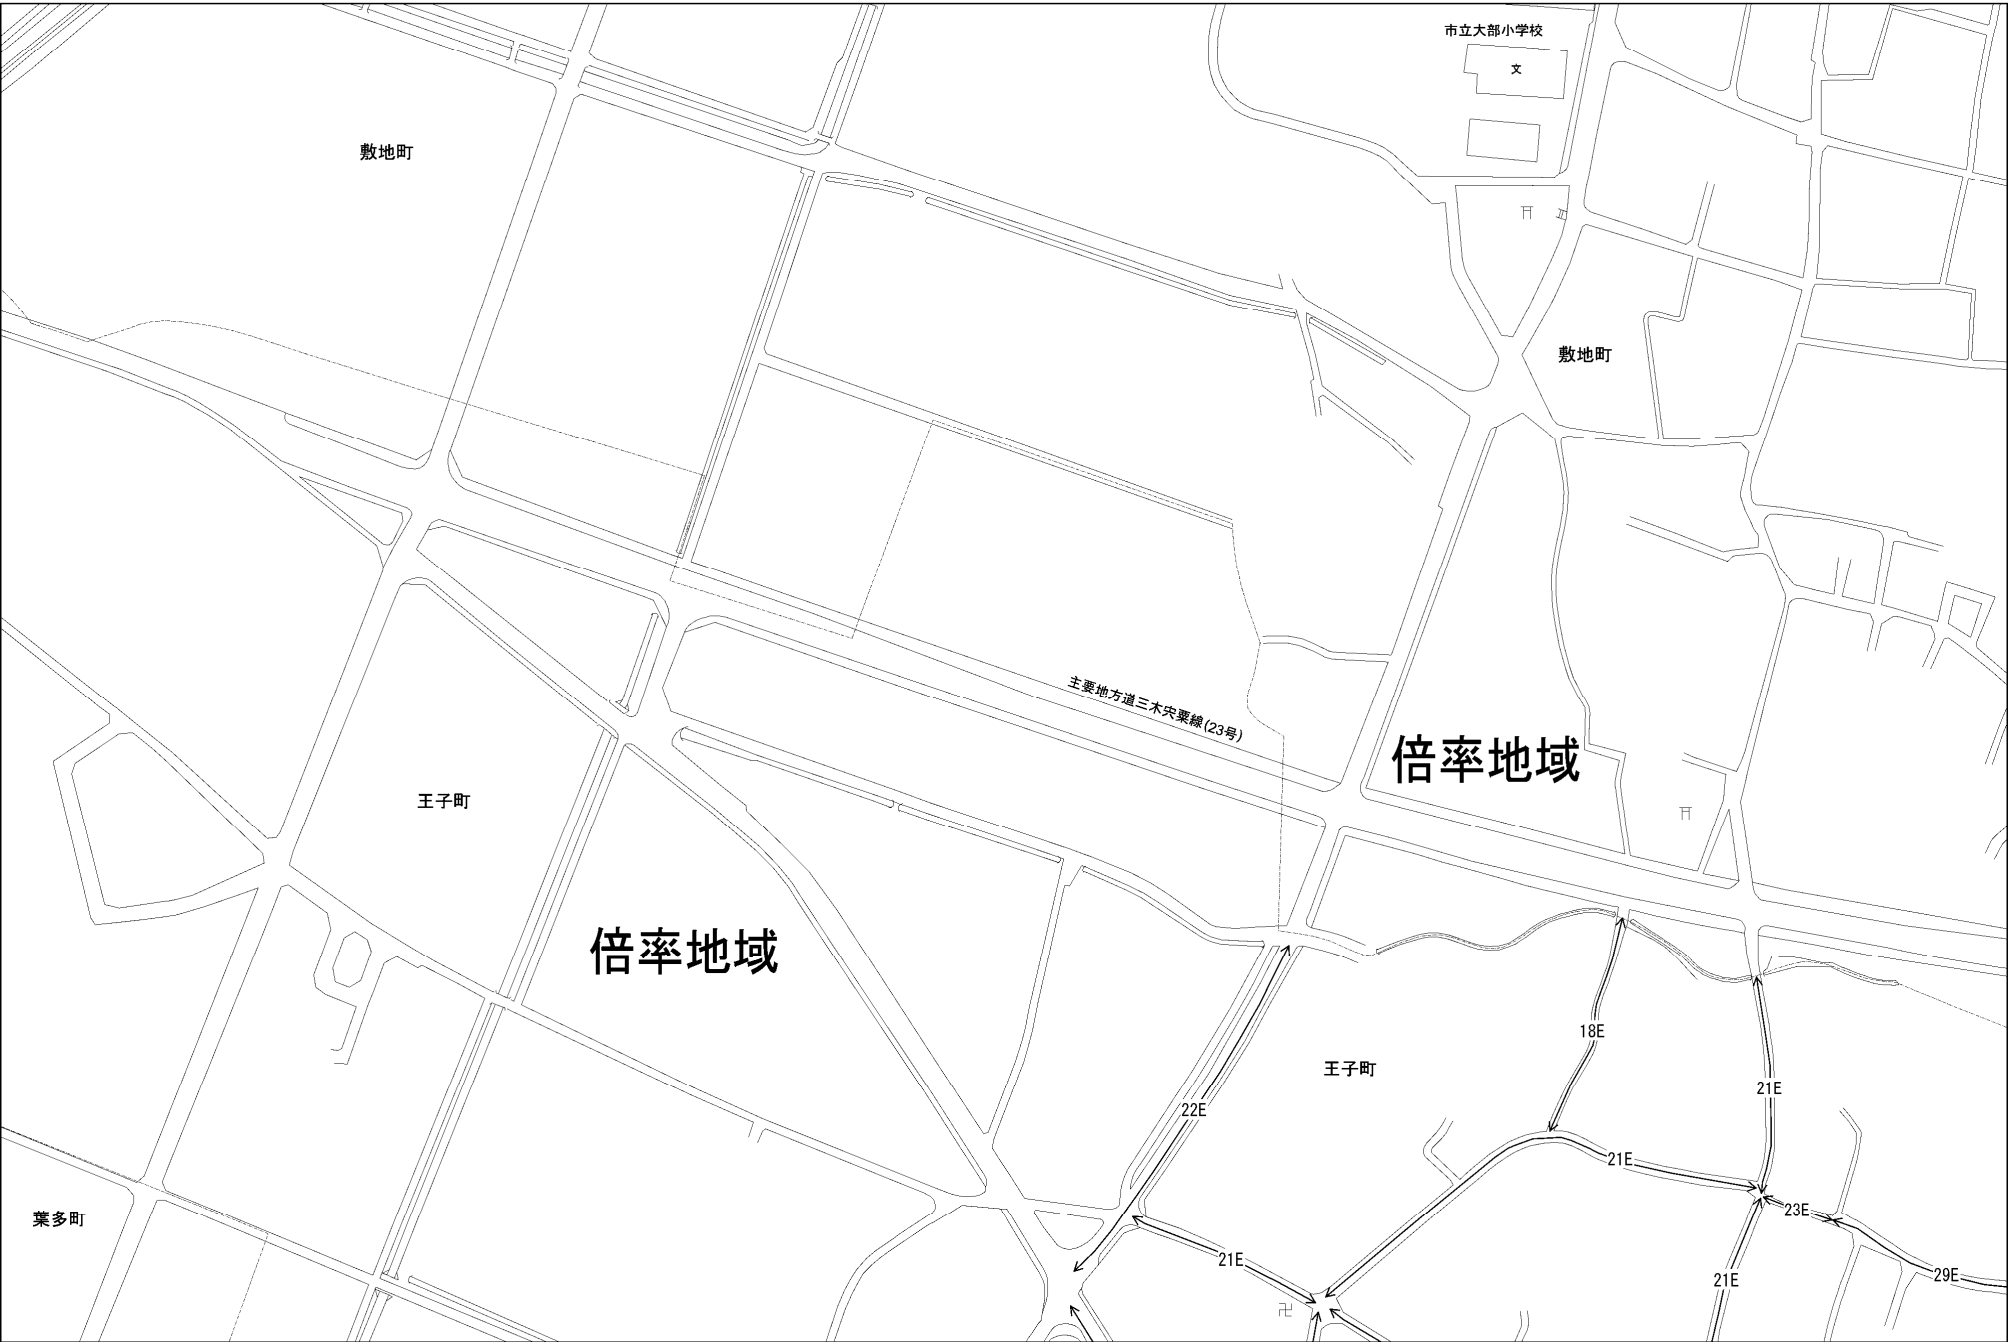 市立大部小学校
文
敷地町
敷地町
主要地方道三木宍粟線(23号)
倍率地域
王子町
倍率地域
18E
王子町
21E
22E
21E
葉多町
23E
21E
29E
21E